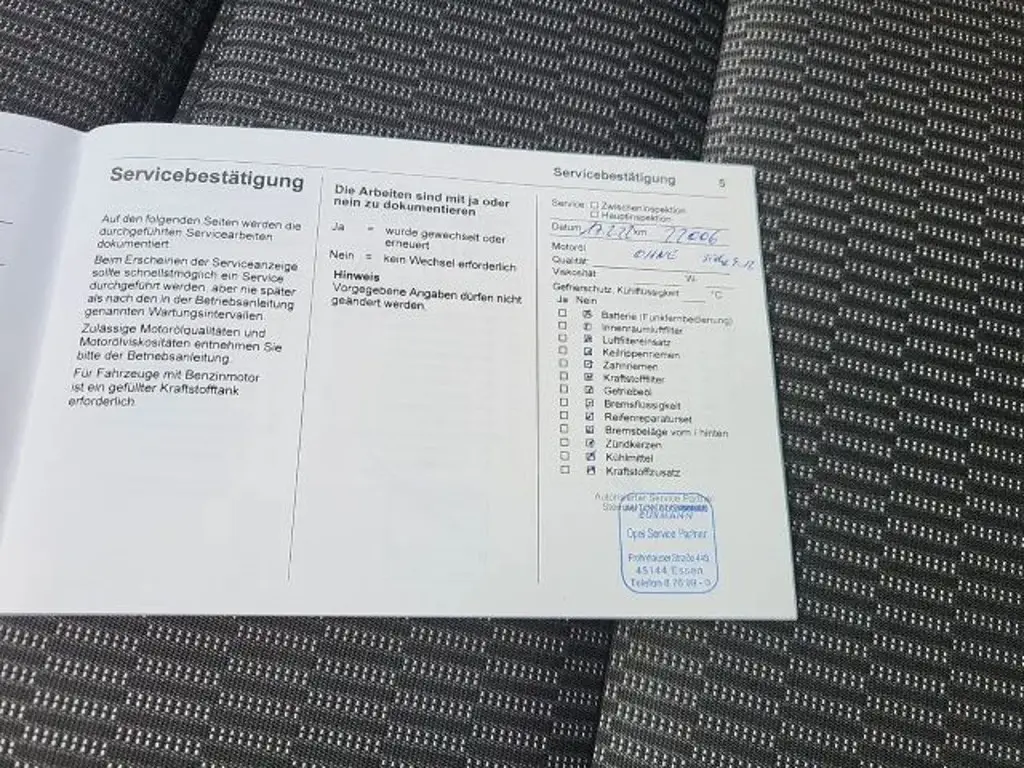 Servicebestätigung
Auf den folgenden Seiten werden die
durchgeführten Servicearbeiten
dokumentiert.
Beim Erscheinen der Serviceanzeige
sollte schnellstmöglich ein Service
durchgeführt werden, aber nie später
als nach den in der Betriebsanleitung
genannten Wartungsintervallen.
Zulässige Motorölqualitäten und
Motorölviskositäten entnehmen Sie
bitte der Betriebsanleitung.
Für Fahrzeuge mit Benzinmotor
ist ein gefüllter Kraftstofftank
erforderlich.
Die Arbeiten sind mit ja oder
nein zu dokumentieren
Ja = wurde gewechselt oder
erneuert
Nein = kein Wechsel erforderlich
Hinweis
Vorgegebene Angaben dürfen nicht
geändert werden.
Servicebestätigung 5
Service: Zwischeninspektion
Hauptinspektion
Datum km
Motoröl OHNE
Qualität:
Viskosität W-
Gefrierschutz, Kühlflüssigkeit °C
Ja Nein
Batterie (Funkfernbedienung)
Innenraumluftfilter
Luftfiltereinsatz
Keilrippenriemen
Zahnriemen
Kraftstofffilter
Getriebeöl
Bremsflüssigkeit
Reifenreparaturset
Bremsbeläge vorn / hinten
Zündkerzen
Kühlmittel
Kraftstoffzusatz
Autorisierter Service Partner
Opel Service Partner
45144 Essen